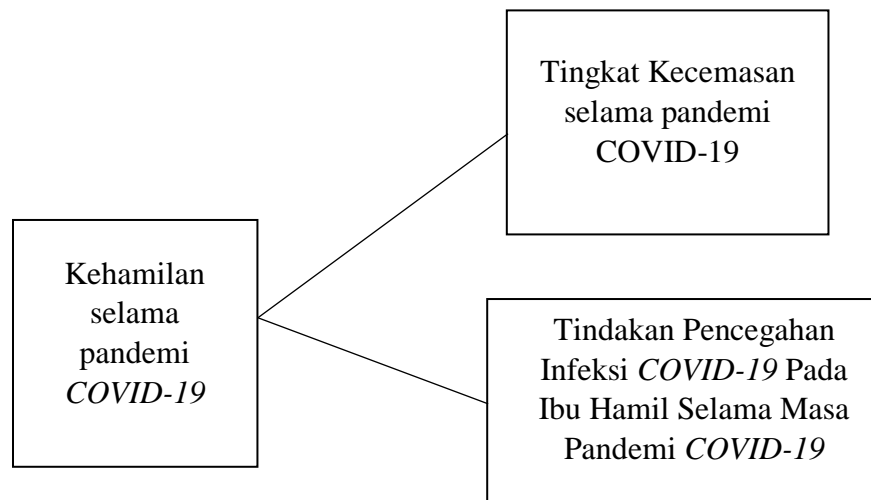 Tingkat Kecemasan
selama pandemi
COVID-19
Kehamilan
selama
pandemi
COVID-19
Tindakan Pencegahan
Infeksi COVID-19 Pada
Ibu Hamil Selama Masa
Pandemi COVID-19